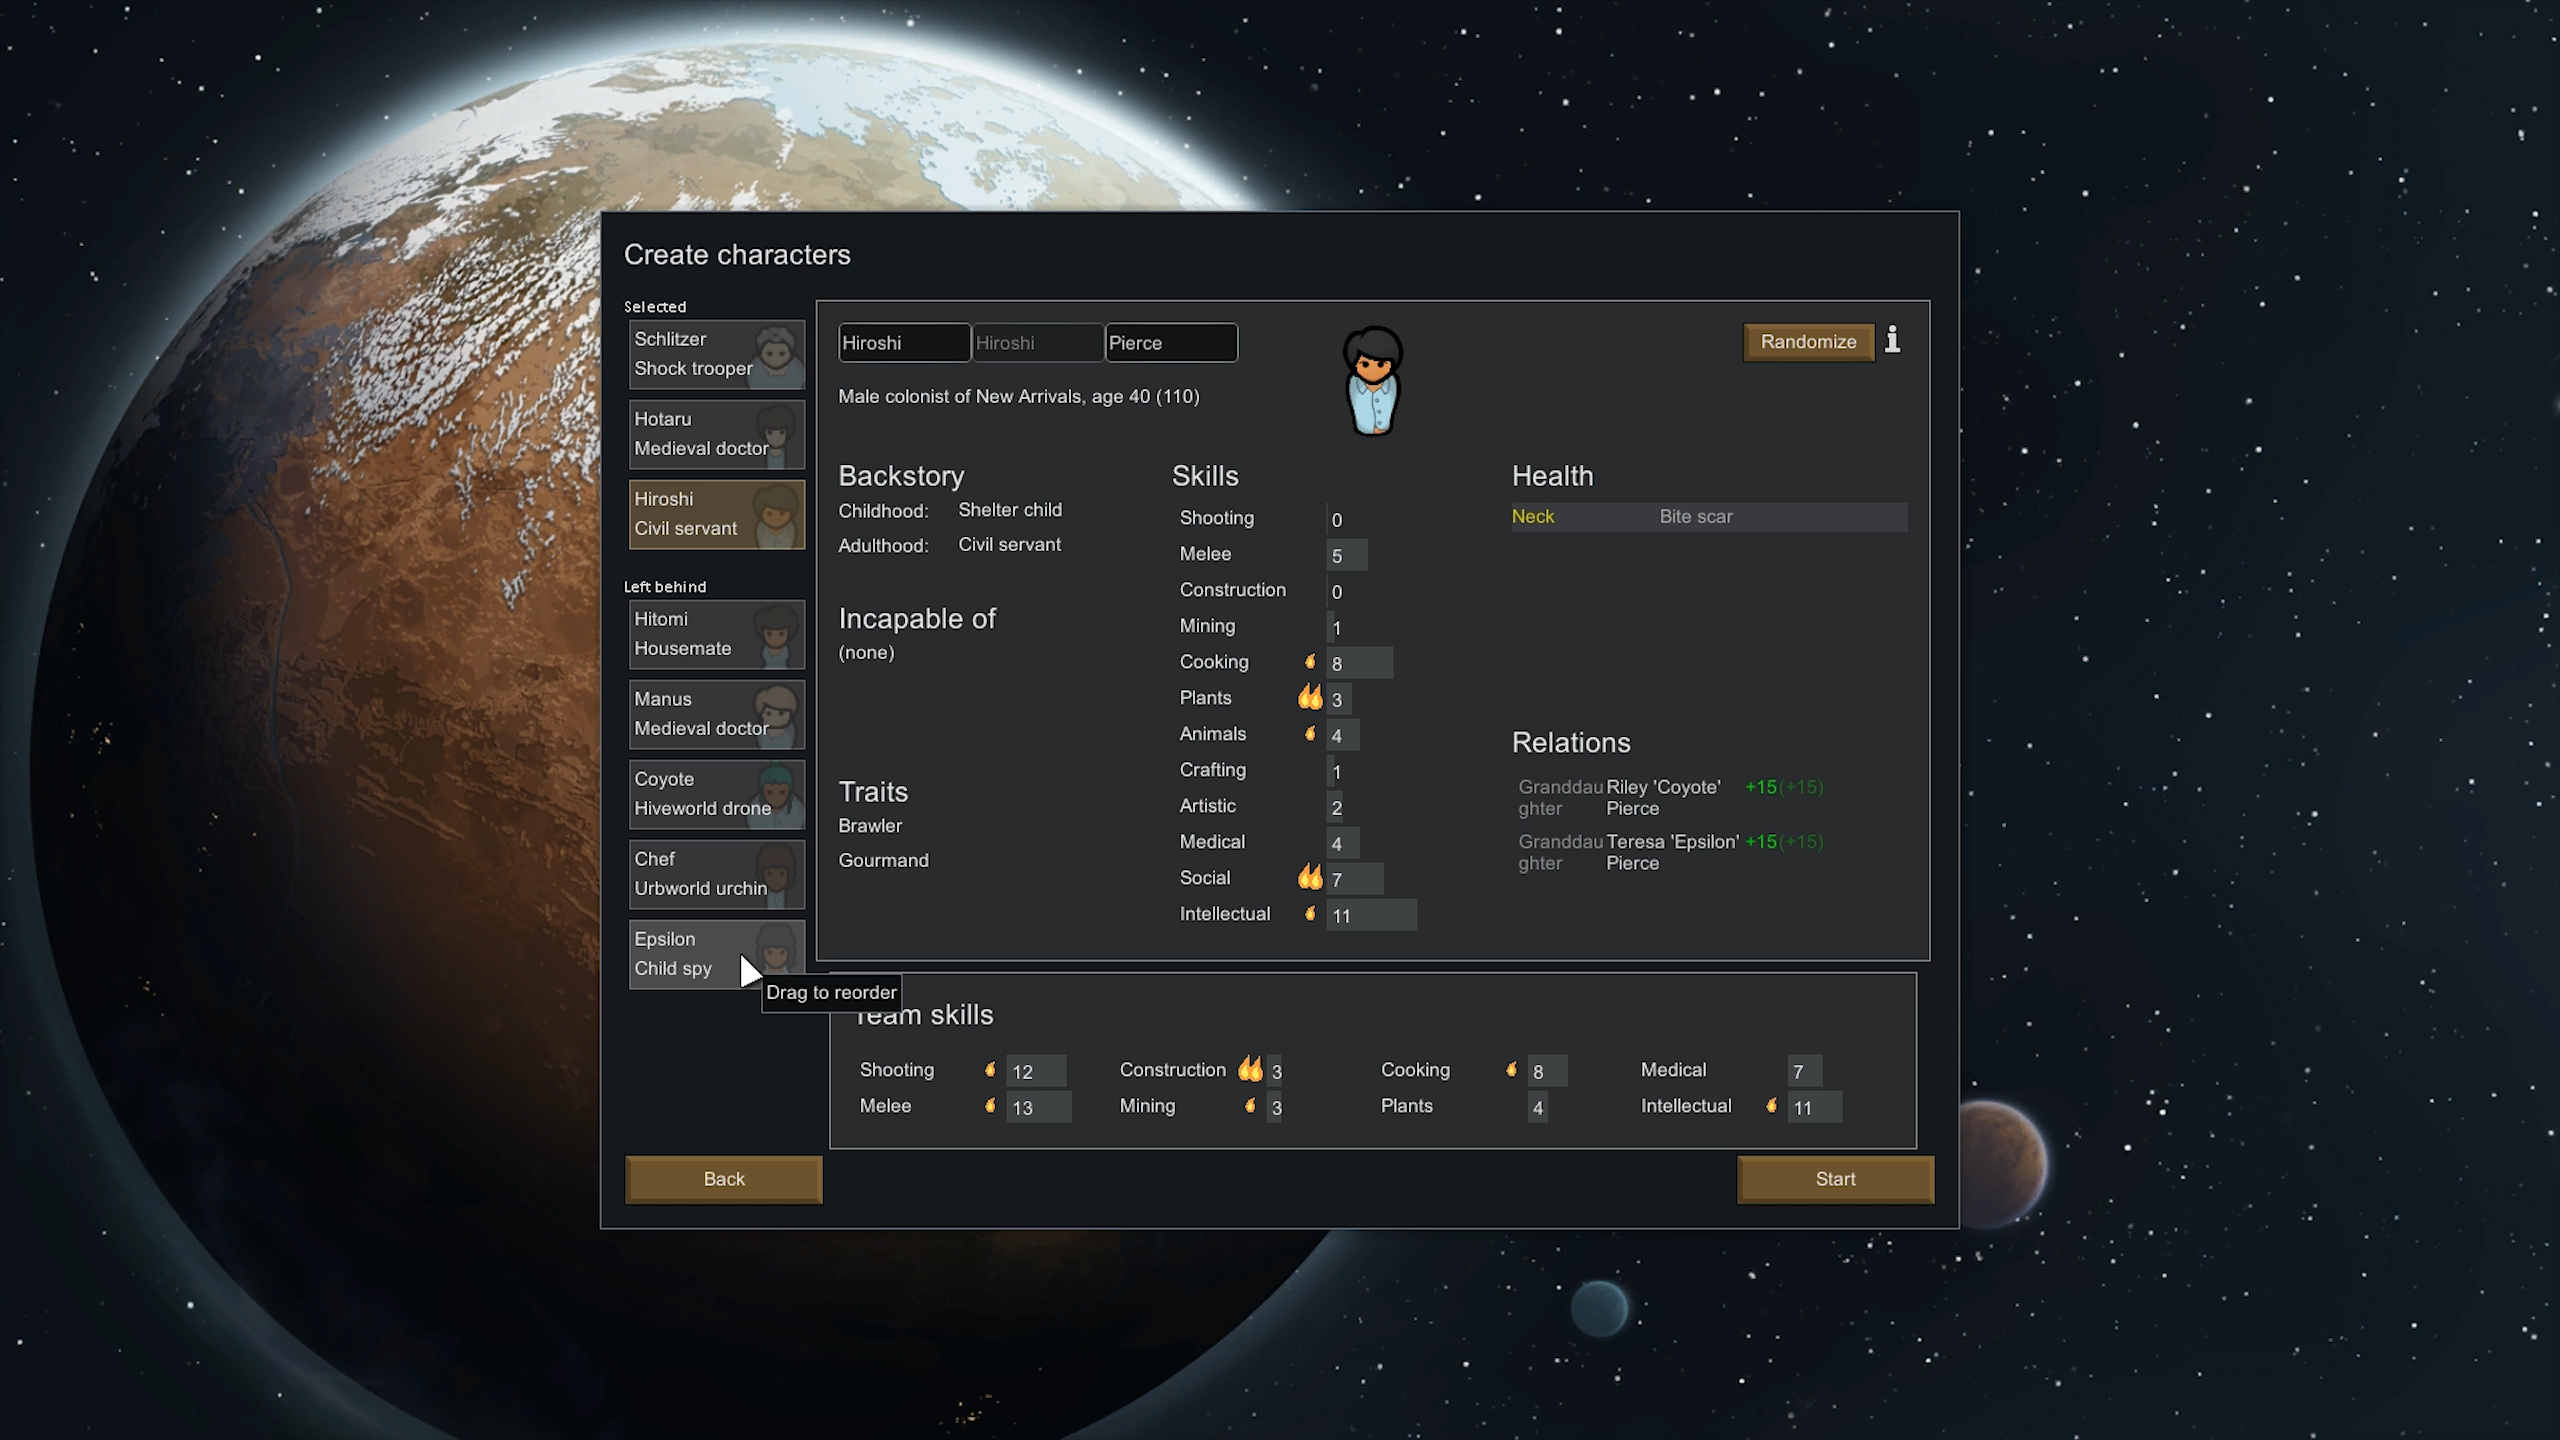 Create characters
Selected
Schlitzer
Shock trooper
Hotaru
Medieval doctor
Hiroshi
Civil servant
Left behind
Hitomi
Housemate
Manus
Medieval doctor
Coyote
Hiveworld drone
Chef
Urbworld urchin
Epsilon
Child spy
Drag to reorder
Hiroshi Hiroshi Pierce
Randomize
Male colonist of New Arrivals, age 40 (110)
Backstory
Childhood: Shelter child
Adulthood: Civil servant
Incapable of
(none)
Traits
Brawler
Gourmand
Skills
Shooting 0
Melee 5
Construction 0
Mining 1
Cooking 8
Plants 3
Animals 4
Crafting 1
Artistic 2
Medical 4
Social 7
Intellectual 11
Health
Neck Bite scar
Relations
Granddau Riley 'Coyote' +15(+15)
ghter Pierce
Granddau Teresa 'Epsilon' +15(+15)
ghter Pierce
Team skills
Shooting 12 Construction 3 Cooking 8 Medical 7
Melee 13 Mining 3 Plants 4 Intellectual 11
Back
Start